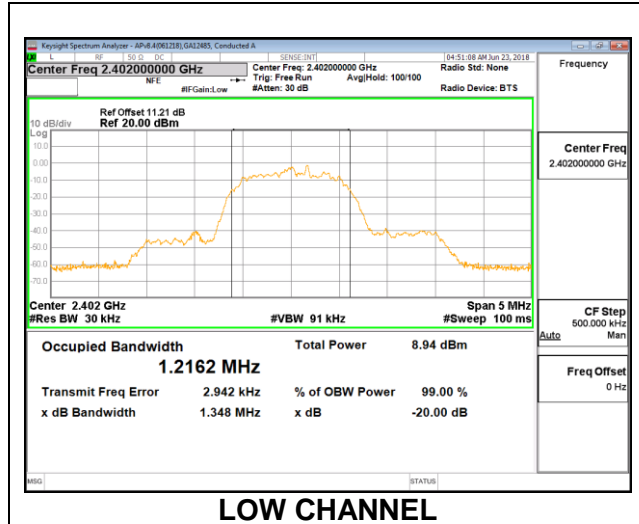 Keysight Spectrum Analyzer - APv8.4(061218),GA12485, Conducted A
L RF 50 Ω DC SENSE:INT 04:51:08 AM Jun 23, 2018
Center Freq 2.402000000 GHz Center Freq: 2.402000000 GHz Radio Std: None Frequency
NFE Trig: Free Run Avg|Hold: 100/100
#IFGain:Low #Atten: 30 dB Radio Device: BTS
Ref Offset 11.21 dB
10 dB/div Ref 20.00 dBm
Log
10.0
0.00
-10.0
-20.0
-30.0
-40.0
-50.0
-60.0
-70.0
Center Freq
2.402000000 GHz
Center 2.402 GHz Span 5 MHz
#Res BW 30 kHz #VBW 91 kHz #Sweep 100 ms
CF Step
500.000 kHz
Auto Man
Occupied Bandwidth Total Power 8.94 dBm
1.2162 MHz
Transmit Freq Error 2.942 kHz % of OBW Power 99.00 %
x dB Bandwidth 1.348 MHz x dB -20.00 dB
Freq Offset
0 Hz
MSG STATUS
LOW CHANNEL